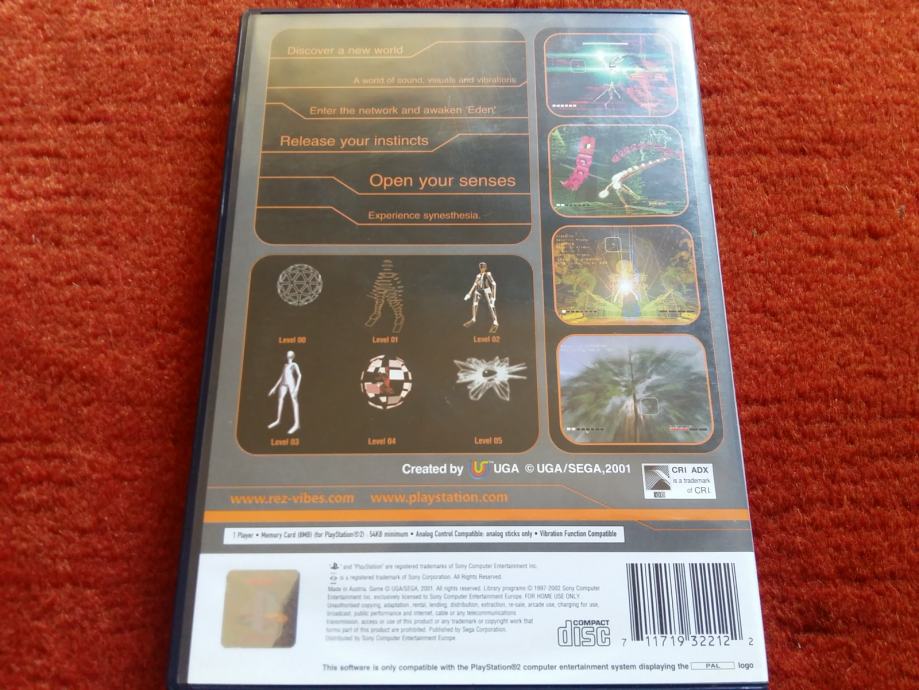 Discover a new world
A world of sound, visuals and vibrations
Enter the network and awaken 'Eden'
Release your instincts
Open your senses
Experience synesthesia.
Level 00
Level 01
Level 02
Level 03
Level 04
Level 05
Created by UGA © UGA/SEGA,2001
CRI ADX
is a trademark
of CRI.
www.rez-vibes.com www.playstation.com
1 Player • Memory Card (8MB) (for PlayStation®2) : 54KB minimum • Analog Control Compatible: analog sticks only • Vibration Function Compatible
" and "PlayStation" are registered trademarks of Sony Computer Entertainment Inc.
is a registered trademark of Sony Corporation. All Rights Reserved.
Made in Austria. Game © UGA/SEGA, 2001. All rights reserved. Library programs © 1997-2002 Sony Computer
Entertainment Inc. exclusively licensed to Sony Computer Entertainment Europe. FOR HOME USE ONLY.
Unauthorised copying, adaptation, rental, lending, distribution, extraction, re-sale, arcade use, charging for use,
broadcast, public performance and internet, cable or any telecommunications
transmission, access or use of this product or any trademark or copyright work that
forms part of this product are prohibited. Published by Sega Corporation.
Distributed by Sony Computer Entertainment Europe
COMPACT
disc
7 11719 32212 2
This software is only compatible with the PlayStation®2 computer entertainment system displaying the PAL logo